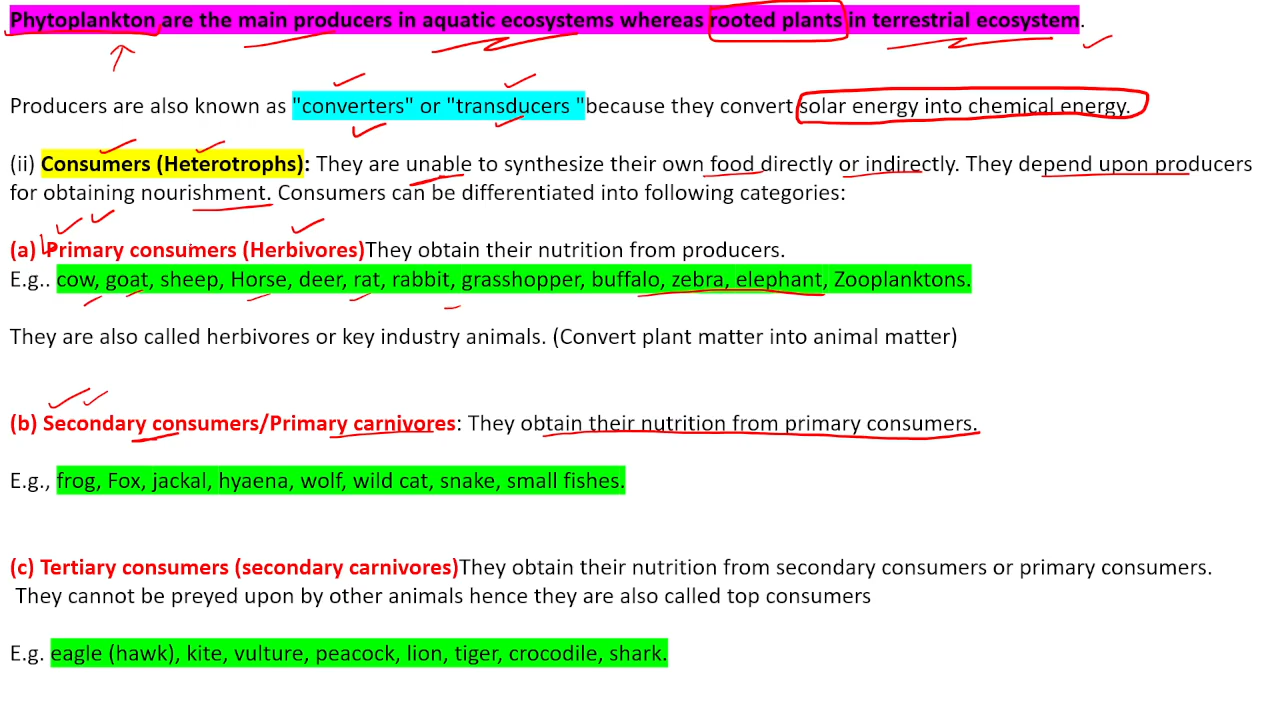 Phytoplankton are the main producers in aquatic ecosystems whereas rooted plants in terrestrial ecosystem.
Producers are also known as "converters" or "transducers "because they convert solar energy into chemical energy.
(ii) Consumers (Heterotrophs): They are unable to synthesize their own food directly or indirectly. They depend upon producers
for obtaining nourishment. Consumers can be differentiated into following categories:
(a) Primary consumers (Herbivores)They obtain their nutrition from producers.
E.g.. cow, goat, sheep, Horse, deer, rat, rabbit, grasshopper, buffalo, zebra, elephant, Zooplanktons.
They are also called herbivores or key industry animals. (Convert plant matter into animal matter)
(b) Secondary consumers/Primary carnivores: They obtain their nutrition from primary consumers.
E.g., frog, Fox, jackal, hyaena, wolf, wild cat, snake, small fishes.
(c) Tertiary consumers (secondary carnivores)They obtain their nutrition from secondary consumers or primary consumers.
They cannot be preyed upon by other animals hence they are also called top consumers
E.g. eagle (hawk), kite, vulture, peacock, lion, tiger, crocodile, shark.